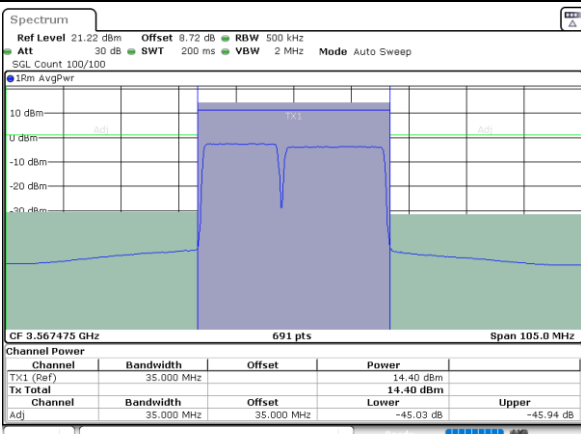 Spectrum
Ref Level 21.22 dBm Offset 8.72 dB RBW 500 kHz
Att 30 dB SWT 200 ms VBW 2 MHz Mode Auto Sweep
SGL Count 100/100
1Rm AvgPwr
10 dBm
TX1
Adj Adj
0 dBm
-10 dBm
-20 dBm
-30 dBm
CF 3.567475 GHz 691 pts Span 105.0 MHz
Channel Power
Channel Bandwidth Offset Power
TX1 (Ref) 35.000 MHz 14.40 dBm
Tx Total 14.40 dBm
Channel Bandwidth Offset Lower Upper
Adj 35.000 MHz 35.000 MHz -45.03 dB -45.94 dB